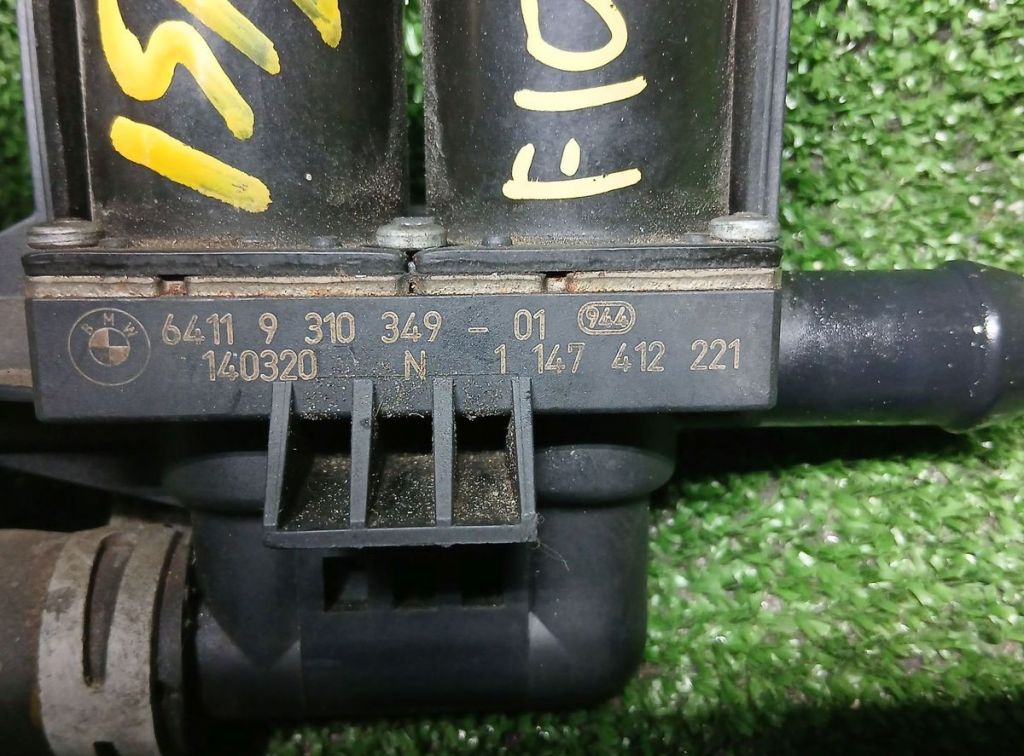 F10
BMW
6411 9 310 349 - 01 944
140320 N 1 147 412 221